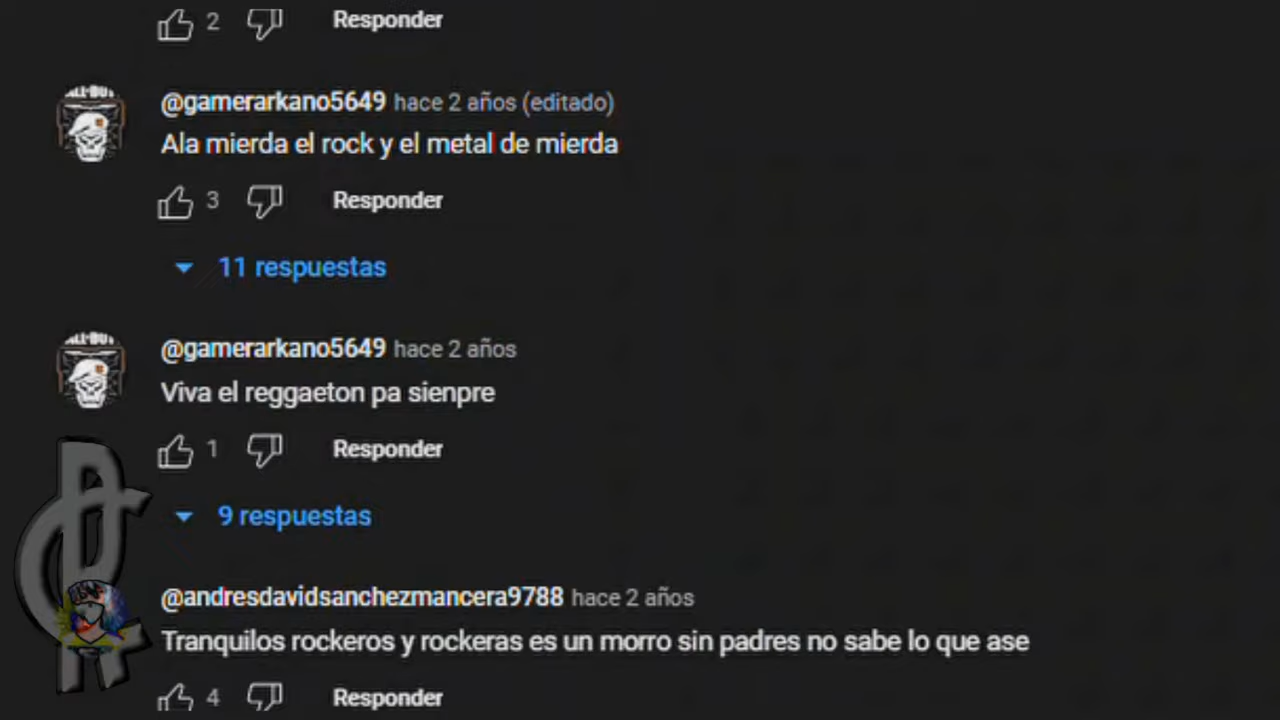 2 Responder
@gamerarkano5649 hace 2 años (editado)
Ala mierda el rock y el metal de mierda
3 Responder
11 respuestas
@gamerarkano5649 hace 2 años
Viva el reggaeton pa sienpre
1 Responder
9 respuestas
@andresdavidsanchezmancera9788 hace 2 años
Tranquilos rockeros y rockeras es un morro sin padres no sabe lo que ase
4 Responder